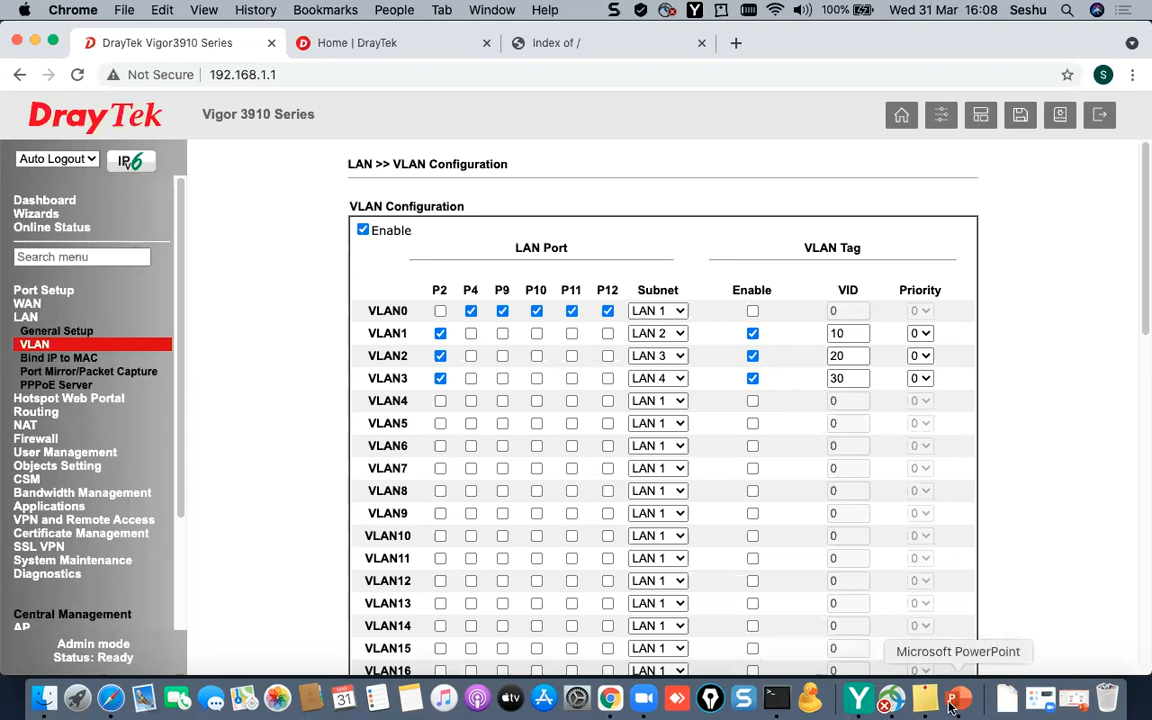 Chrome File Edit View History Bookmarks People Tab Window Help 100% Wed 31 Mar 16:08 Seshu
DrayTek Vigor3910 Series Home | DrayTek Index of /
Not Secure 192.168.1.1 S
DrayTek Vigor 3910 Series
Auto Logout IPv6
LAN >> VLAN Configuration
Dashboard
Wizards
Online Status
Search menu
Port Setup
WAN
LAN
General Setup
VLAN
Bind IP to MAC
Port Mirror/Packet Capture
PPPoE Server
Hotspot Web Portal
Routing
NAT
Firewall
User Management
Objects Setting
CSM
Bandwidth Management
Applications
VPN and Remote Access
Certificate Management
SSL VPN
System Maintenance
Diagnostics
Central Management
AP
Admin mode
Status: Ready
VLAN Configuration
Enable
LAN Port VLAN Tag
P2 P4 P9 P10 P11 P12 Subnet Enable VID Priority
VLAN0 LAN 1 0 0
VLAN1 LAN 2 10 0
VLAN2 LAN 3 20 0
VLAN3 LAN 4 30 0
VLAN4 LAN 1 0 0
VLAN5 LAN 1 0 0
VLAN6 LAN 1 0 0
VLAN7 LAN 1 0 0
VLAN8 LAN 1 0 0
VLAN9 LAN 1 0 0
VLAN10 LAN 1 0 0
VLAN11 LAN 1 0 0
VLAN12 LAN 1 0 0
VLAN13 LAN 1 0 0
VLAN14 LAN 1 0 0
VLAN15 LAN 1 0 0
VLAN16 LAN 1 0 0
Microsoft PowerPoint